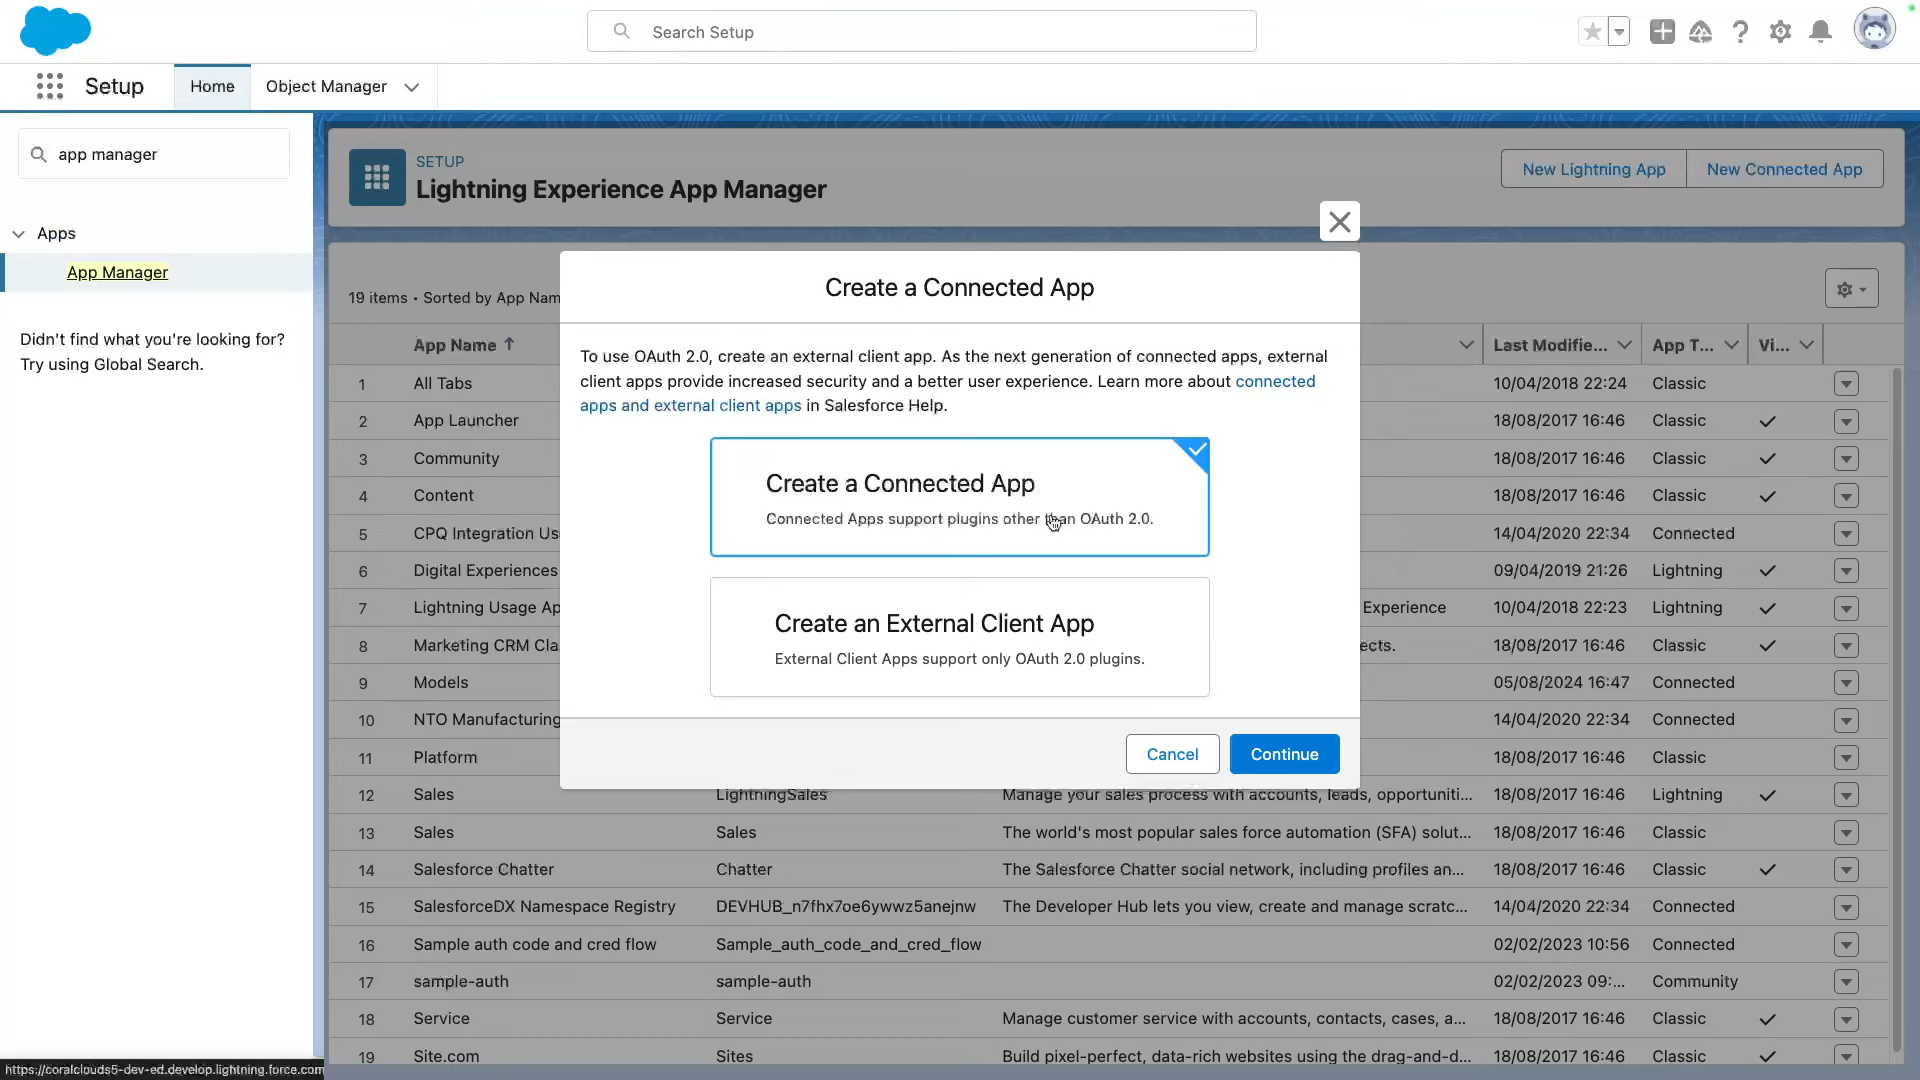 Search Setup
Setup
Home
Object Manager
app manager
Apps
App Manager
Didn't find what you're looking for?
Try using Global Search.
SETUP
Lightning Experience App Manager
New Lightning App
New Connected App
19 items • Sorted by App Nam
Create a Connected App
To use OAuth 2.0, create an external client app. As the next generation of connected apps, external
client apps provide increased security and a better user experience. Learn more about connected
apps and external client apps in Salesforce Help.
Create a Connected App
Connected Apps support plugins other than OAuth 2.0.
Create an External Client App
External Client Apps support only OAuth 2.0 plugins.
Cancel
Continue
App Name ↑ Last Modifie... App T... Vi...
1 All Tabs 10/04/2018 22:24 Classic
2 App Launcher 18/08/2017 16:46 Classic
3 Community 18/08/2017 16:46 Classic
4 Content 18/08/2017 16:46 Classic
5 CPQ Integration Us 14/04/2020 22:34 Connected
6 Digital Experiences 09/04/2019 21:26 Lightning
7 Lightning Usage Ap Experience 10/04/2018 22:23 Lightning
8 Marketing CRM Cla ects. 18/08/2017 16:46 Classic
9 Models 05/08/2024 16:47 Connected
10 NTO Manufacturing 14/04/2020 22:34 Connected
11 Platform 18/08/2017 16:46 Classic
12 Sales LightningSales Manage your sales process with accounts, leads, opportuniti... 18/08/2017 16:46 Lightning
13 Sales Sales The world's most popular sales force automation (SFA) solut... 18/08/2017 16:46 Classic
14 Salesforce Chatter Chatter The Salesforce Chatter social network, including profiles an... 18/08/2017 16:46 Classic
15 SalesforceDX Namespace Registry DEVHUB_n7fhx7oe6ywwz5anejnw The Developer Hub lets you view, create and manage scratc... 14/04/2020 22:34 Connected
16 Sample auth code and cred flow Sample_auth_code_and_cred_flow 02/02/2023 10:56 Connected
17 sample-auth sample-auth 02/02/2023 09:... Community
18 Service Service Manage customer service with accounts, contacts, cases, a... 18/08/2017 16:46 Classic
19 Site.com Sites Build pixel-perfect, data-rich websites using the drag-and-d... 18/08/2017 16:46 Classic
https://coralclouds5-dev-ed.develop.lightning.force.com